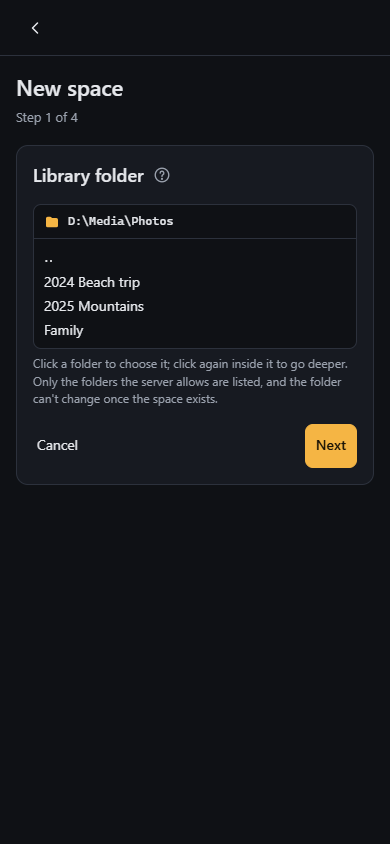 New space
Step 1 of 4
Library folder
D:\Media\Photos
..
2024 Beach trip
2025 Mountains
Family
Click a folder to choose it; click again inside it to go deeper.
Only the folders the server allows are listed, and the folder
can't change once the space exists.
Cancel
Next